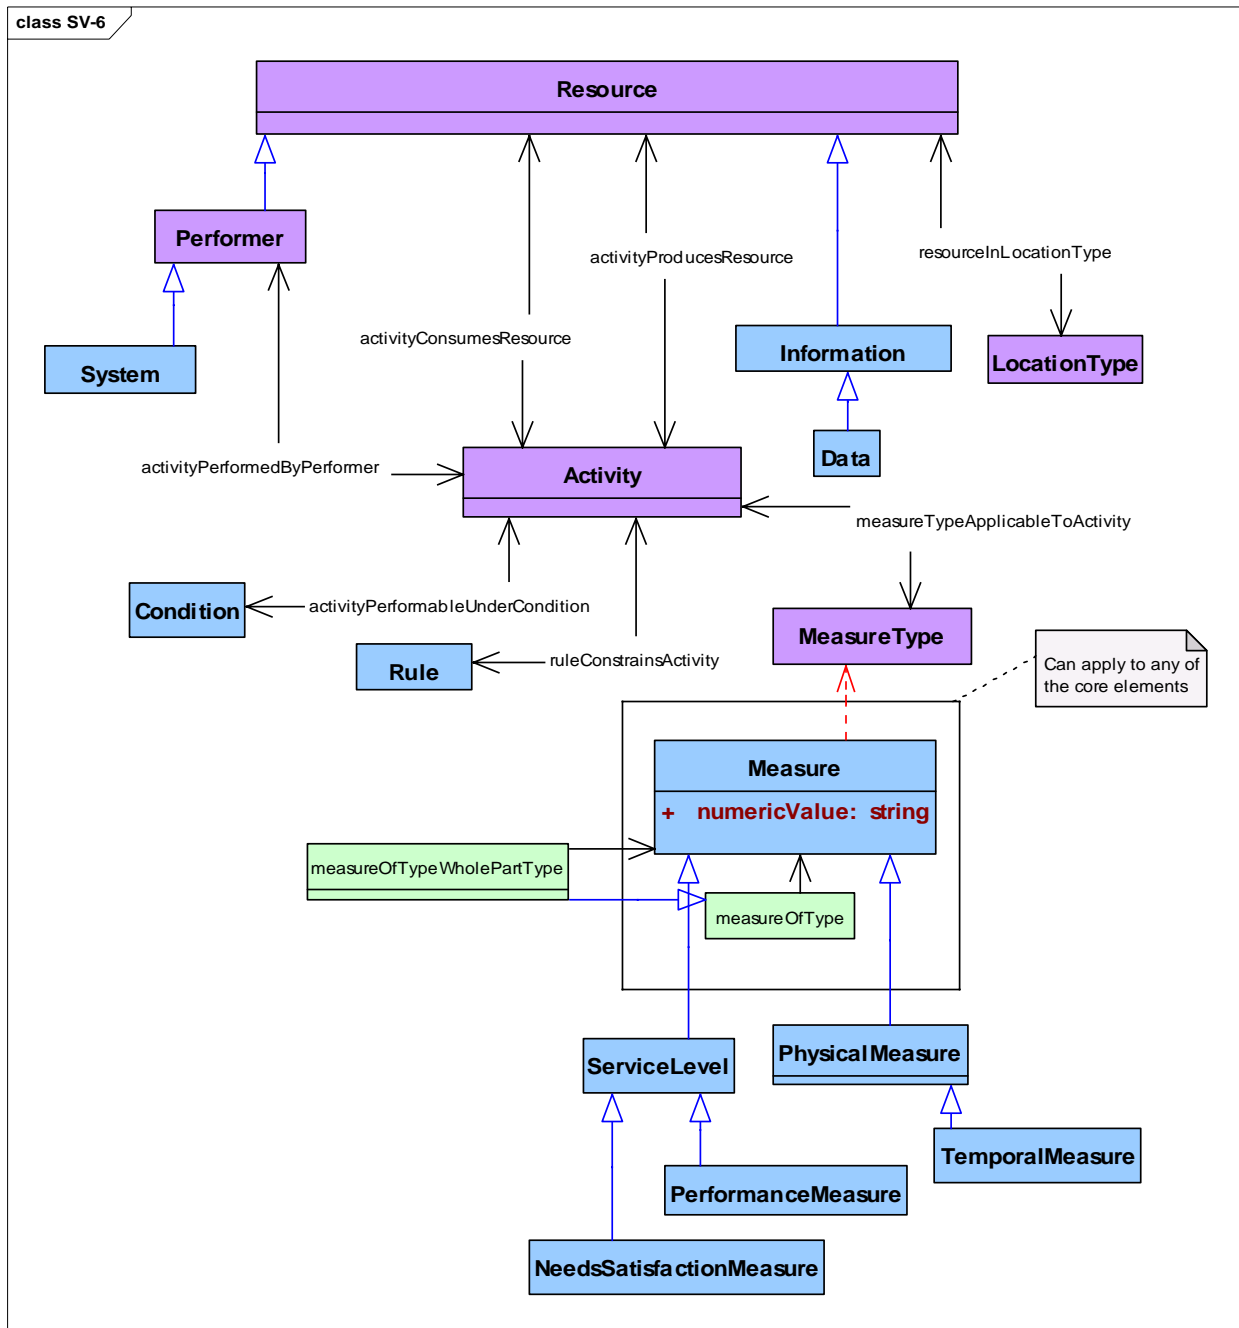 class SV-6
Resource
Performer
activityProducesResource
resourceInLocationType
activityConsumesResource
Information
LocationType
System
Data
activityPerformedByPerformer
Activity
measureTypeApplicableToActivity
Condition
activityPerformableUnderCondition
MeasureType
Rule
ruleConstrainsActivity
Can apply to any of
the core elements
Measure
+ numericValue: string
measureOfTypeWholePartType
measureOfType
PhysicalMeasure
ServiceLevel
TemporalMeasure
PerformanceMeasure
NeedsSatisfactionMeasure